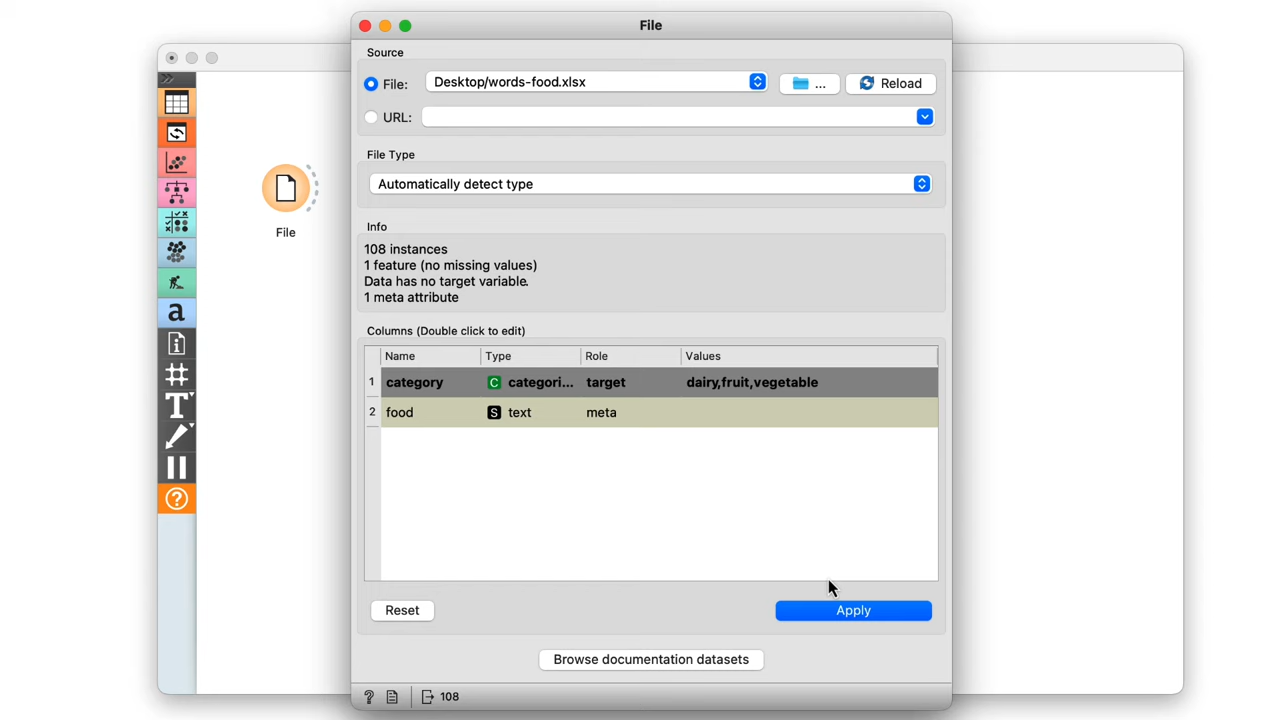 File
Source
File: Desktop/words-food.xlsx ... Reload
URL:
File Type
Automatically detect type
File
Info
108 instances
1 feature (no missing values)
Data has no target variable.
1 meta attribute
Columns (Double click to edit)
Name Type Role Values
1 category C categori... target dairy,fruit,vegetable
2 food S text meta
Reset Apply
Browse documentation datasets
? 108
a
T
?